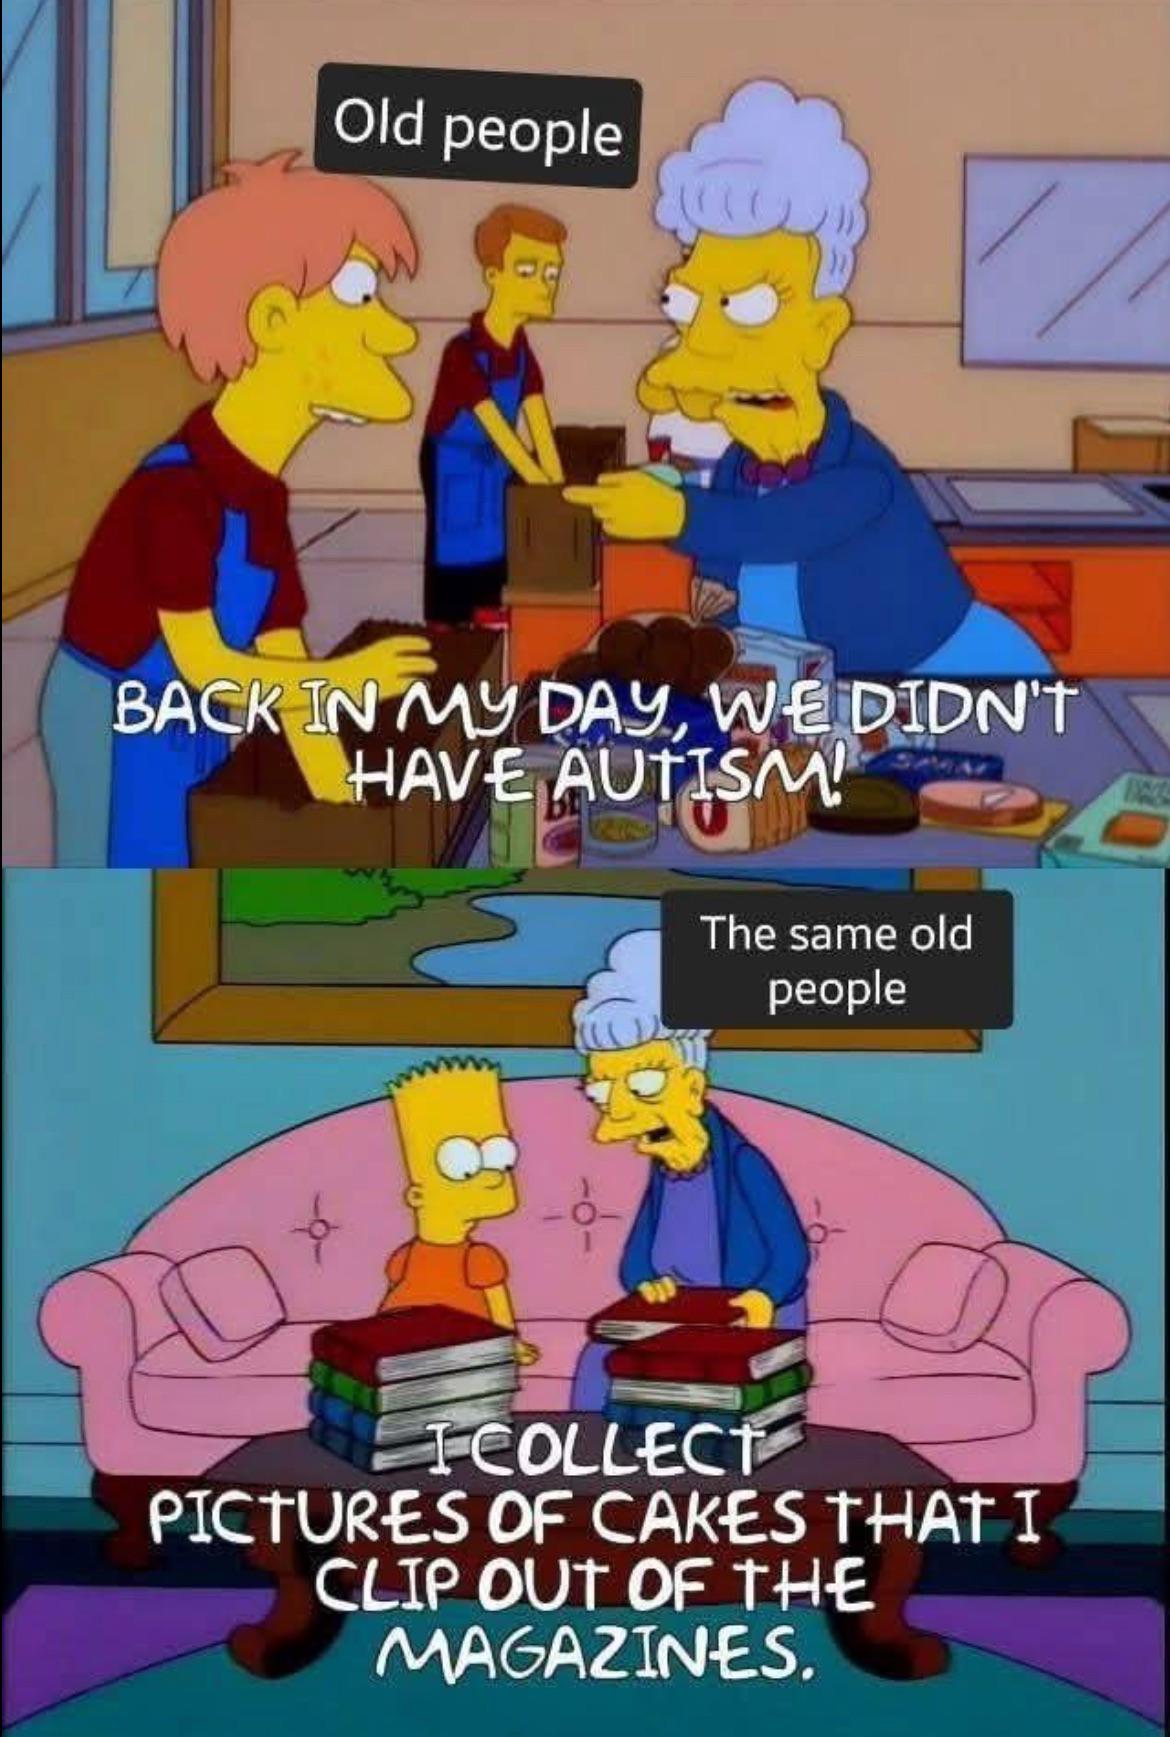 Old people
BACK IN MY DAY, WE DIDN'T
HAVE AUTISM!
SPAM
The same old
people
I COLLECT
PICTURES OF CAKES THAT I
CLIP OUT OF THE
MAGAZINES.